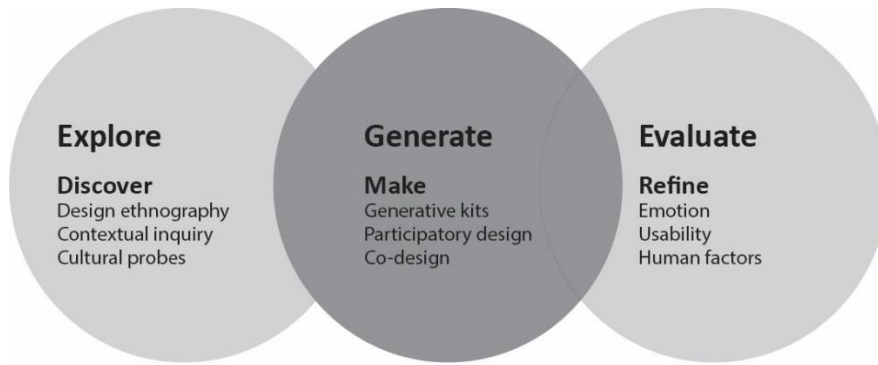 Explore
Discover
Design ethnography
Contextual inquiry
Cultural probes
Generate
Make
Generative kits
Participatory design
Co-design
Evaluate
Refine
Emotion
Usability
Human factors